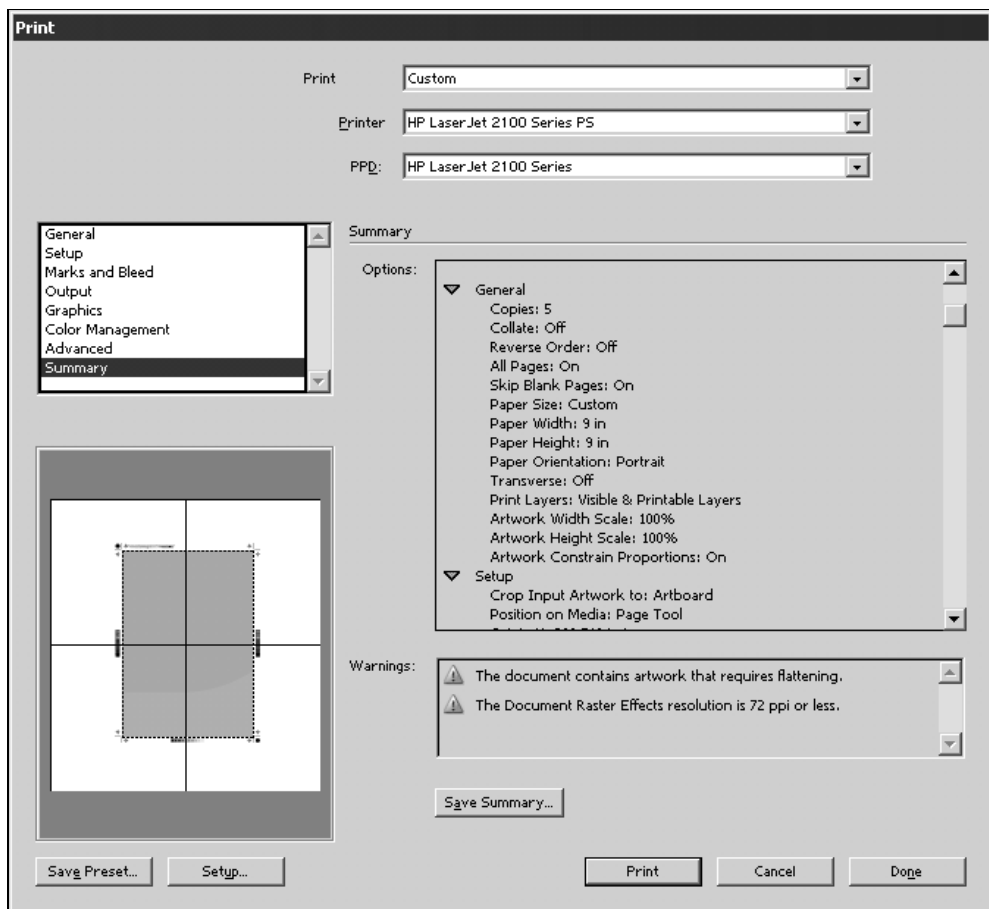 Print
Print Custom
Printer HP LaserJet 2100 Series PS
PPD: HP LaserJet 2100 Series
General
Setup
Marks and Bleed
Output
Graphics
Color Management
Advanced
Summary
Summary
Options:
General
Copies: 5
Collate: Off
Reverse Order: Off
All Pages: On
Skip Blank Pages: On
Paper Size: Custom
Paper Width: 9 in
Paper Height: 9 in
Paper Orientation: Portrait
Transverse: Off
Print Layers: Visible & Printable Layers
Artwork Width Scale: 100%
Artwork Height Scale: 100%
Artwork Constrain Proportions: On
Setup
Crop Input Artwork to: Artboard
Position on Media: Page Tool
Warnings:
The document contains artwork that requires flattening.
The Document Raster Effects resolution is 72 ppi or less.
Save Summary...
Save Preset... Setup... Print Cancel Done